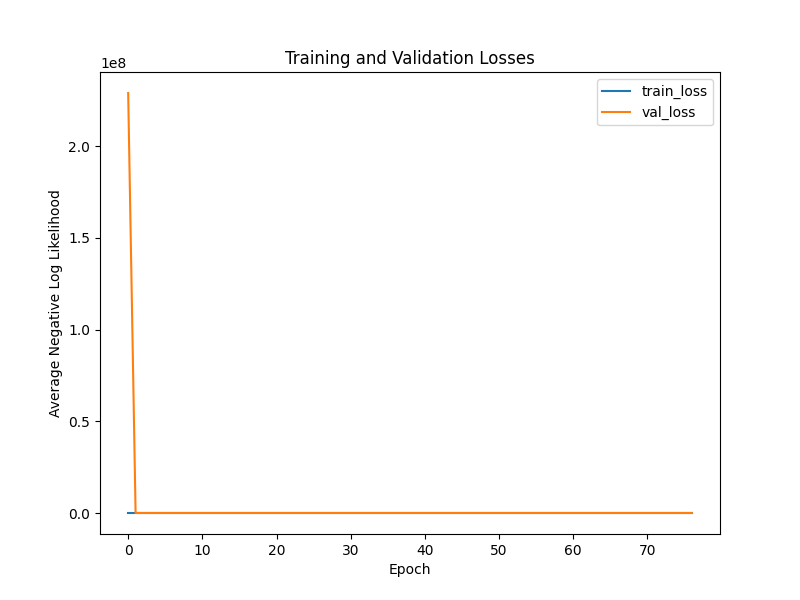 Training and Validation Losses
1e8
train_loss
val_loss
2.0
1.5
1.0
0.5
0.0
Average Negative Log Likelihood
0 10 20 30 40 50 60 70
Epoch